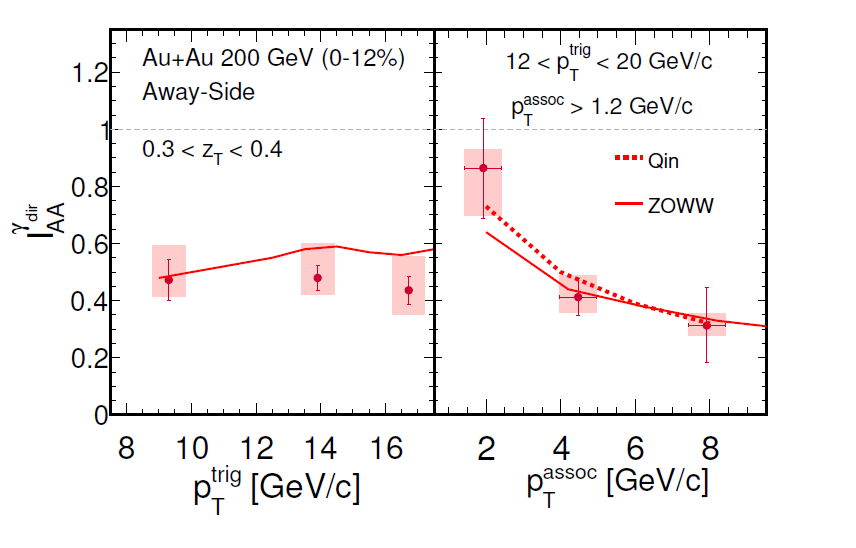 Au+Au 200 GeV (0-12%)
Away-Side
0.3 < z_T < 0.4
12 < p_T^trig < 20 GeV/c
p_T^assoc > 1.2 GeV/c
Qin
ZOWW
I_AA^γdir
1.2
1
0.8
0.6
0.4
0.2
0
8 10 12 14 16
2 4 6 8
p_T^trig [GeV/c]
p_T^assoc [GeV/c]